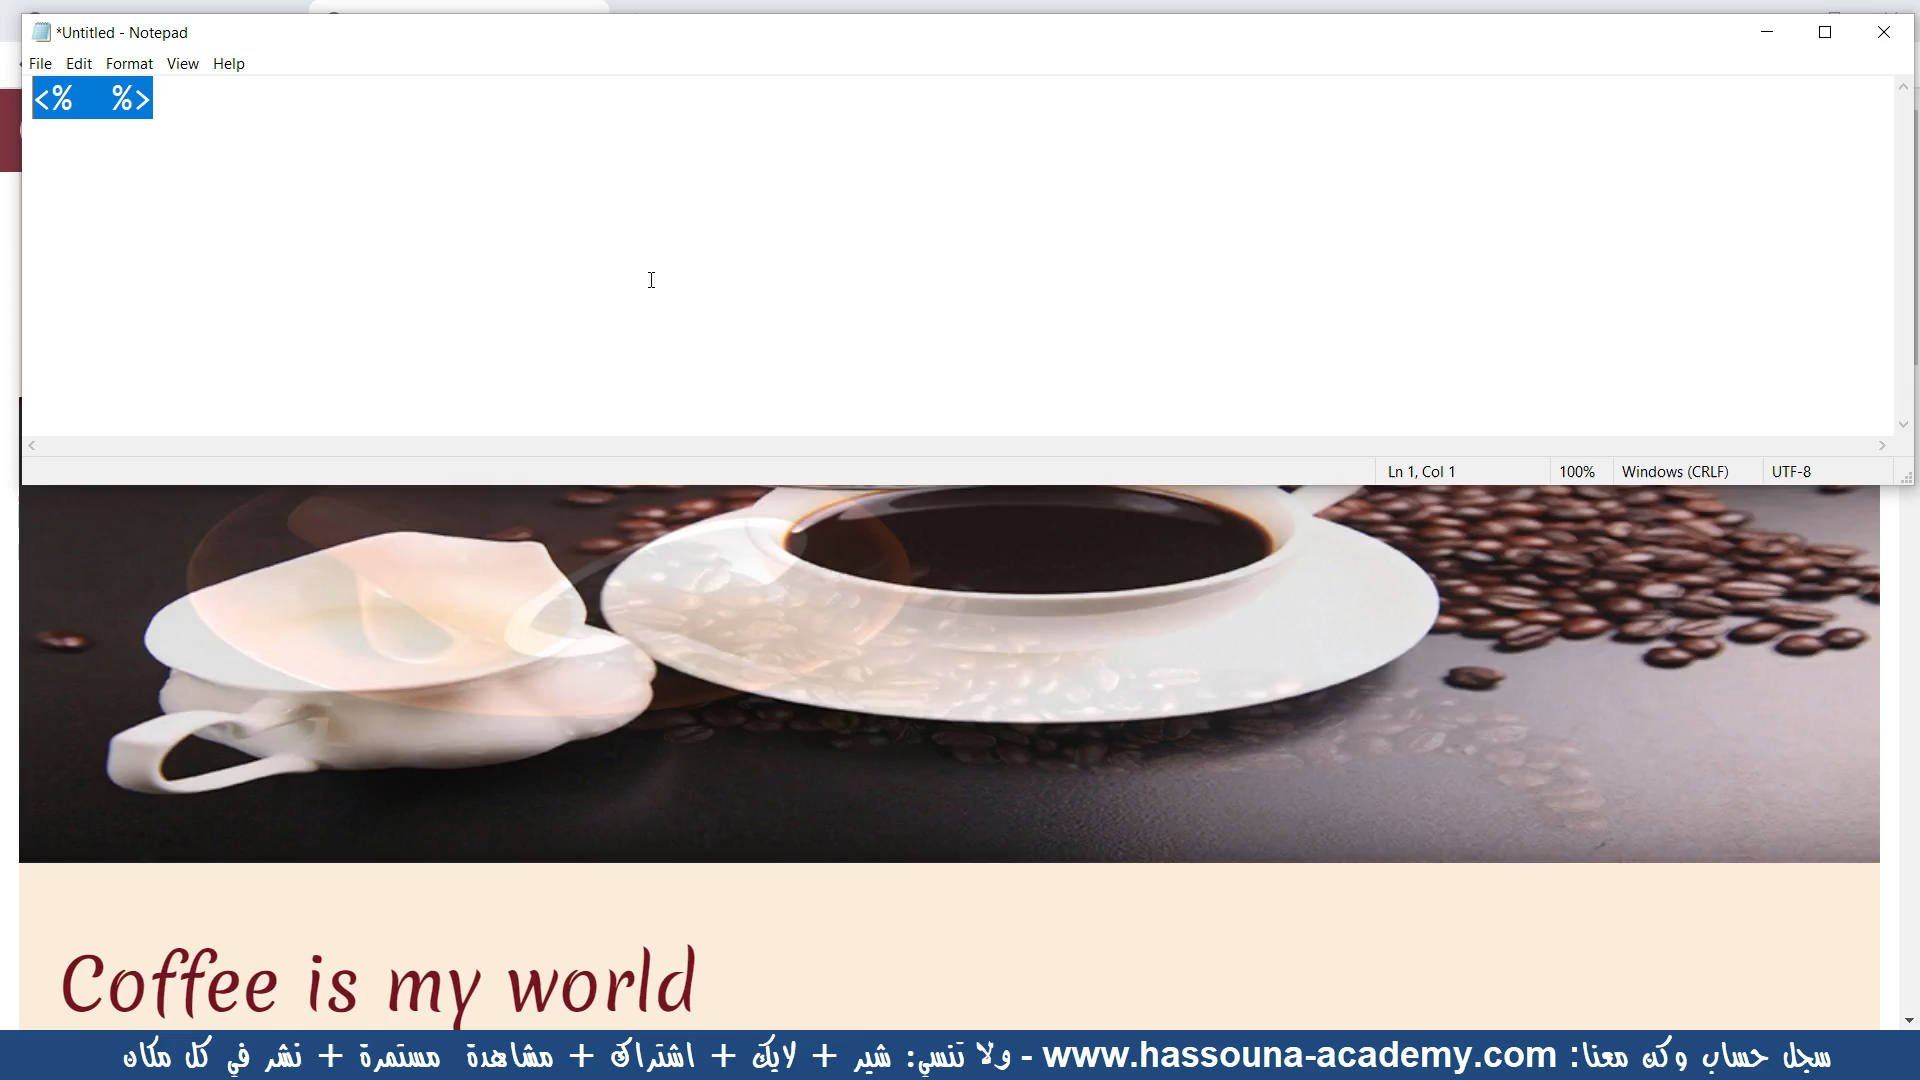 *Untitled - Notepad
File Edit Format View Help
<%  %>
Ln 1, Col 1 100% Windows (CRLF) UTF-8
Coffee is my world
سجل حساب وكن معنا: www.hassouna-academy.com - ولا تنسي: شير + لايك + اشتراك + مشاهدة مستمرة + نشر في كل مكان